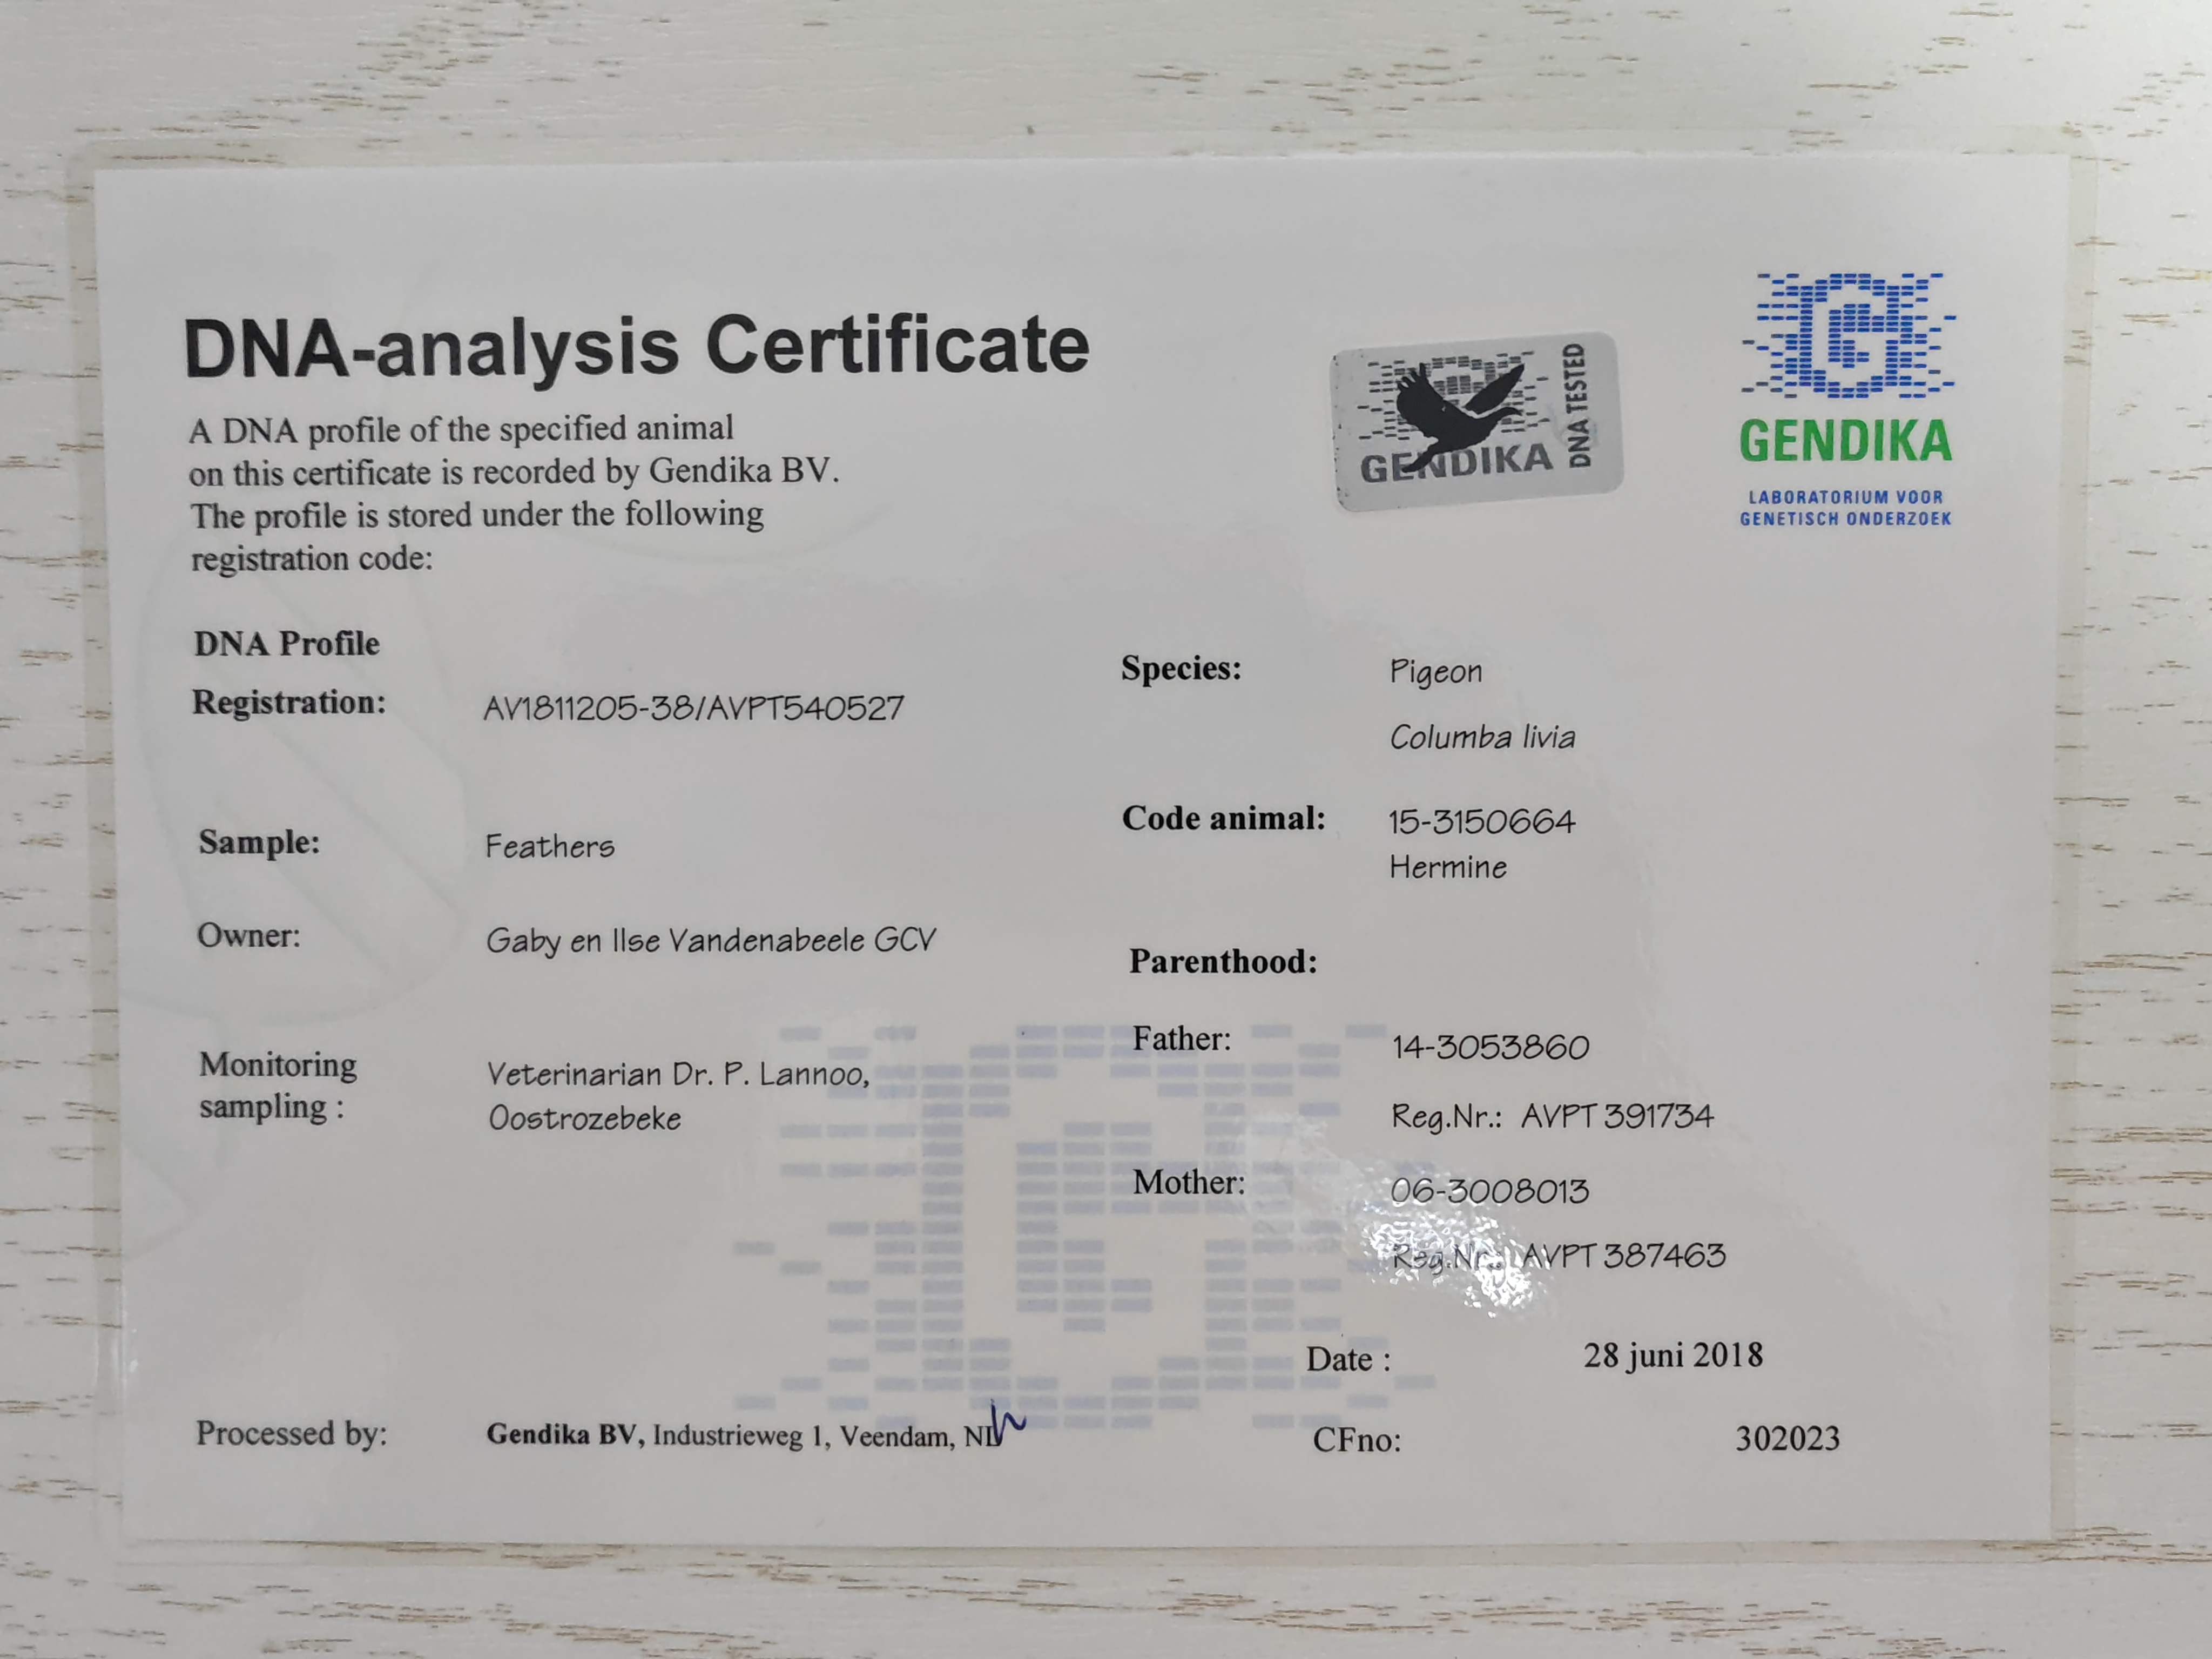 DNA-analysis Certificate
A DNA profile of the specified animal
on this certificate is recorded by Gendika BV.
The profile is stored under the following
registration code:
GENDIKA
DNA TESTED
GENDIKA
LABORATORIUM VOOR
GENETISCH ONDERZOEK
DNA Profile
Registration: AV1811205-38/AVPT540527
Sample: Feathers
Owner: Gaby en Ilse Vandenabeele GCV
Monitoring
sampling :
Veterinarian Dr. P. Lannoo,
Oostrozebeke
Species: Pigeon
Columba livia
Code animal: 15-3150664
Hermine
Parenthood:
Father: 14-3053860
Reg.Nr.: AVPT 391734
Mother: 06-3008013
Reg.Nr.: AVPT 387463
Date : 28 juni 2018
Processed by: Gendika BV, Industrieweg 1, Veendam, NL
CFno: 302023